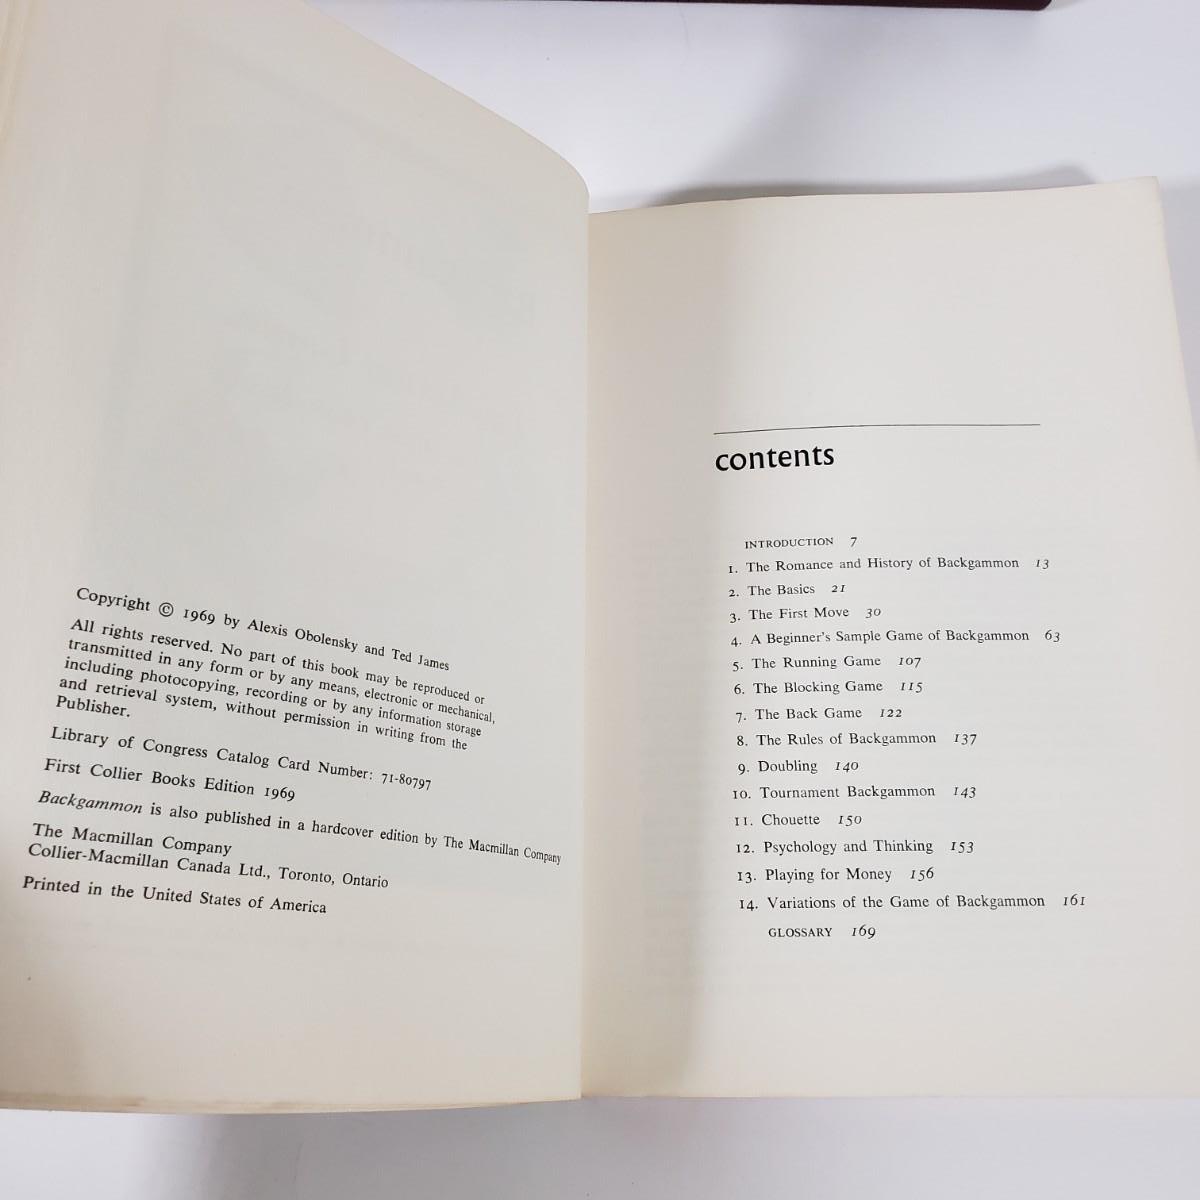 Copyright © 1969 by Alexis Obolensky and Ted James
All rights reserved. No part of this book may be reproduced or
transmitted in any form or by any means, electronic or mechanical,
including photocopying, recording or by any information storage
and retrieval system, without permission in writing from the
Publisher.
Library of Congress Catalog Card Number: 71-80797
First Collier Books Edition 1969
Backgammon is also published in a hardcover edition by The Macmillan Company
The Macmillan Company
Collier-Macmillan Canada Ltd., Toronto, Ontario
Printed in the United States of America
contents
INTRODUCTION 7
1. The Romance and History of Backgammon 13
2. The Basics 21
3. The First Move 30
4. A Beginner's Sample Game of Backgammon 63
5. The Running Game 107
6. The Blocking Game 115
7. The Back Game 122
8. The Rules of Backgammon 137
9. Doubling 140
10. Tournament Backgammon 143
11. Chouette 150
12. Psychology and Thinking 153
13. Playing for Money 156
14. Variations of the Game of Backgammon 161
GLOSSARY 169